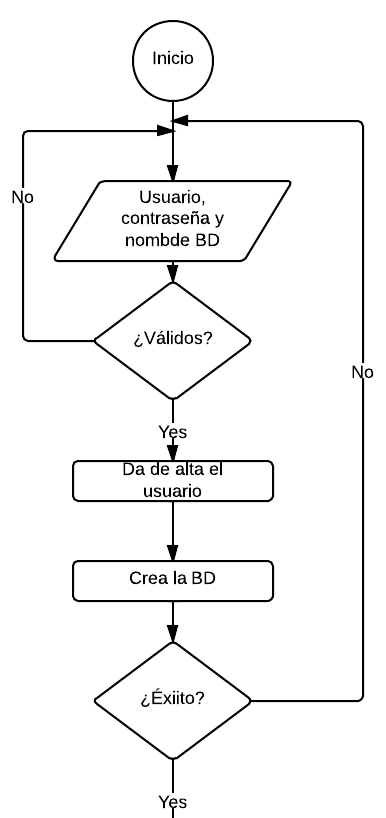 Inicio
No
Usuario,
contraseña y
nombde BD
¿Válidos?
No
Yes
Da de alta el
usuario
Crea la BD
¿Éxiito?
Yes